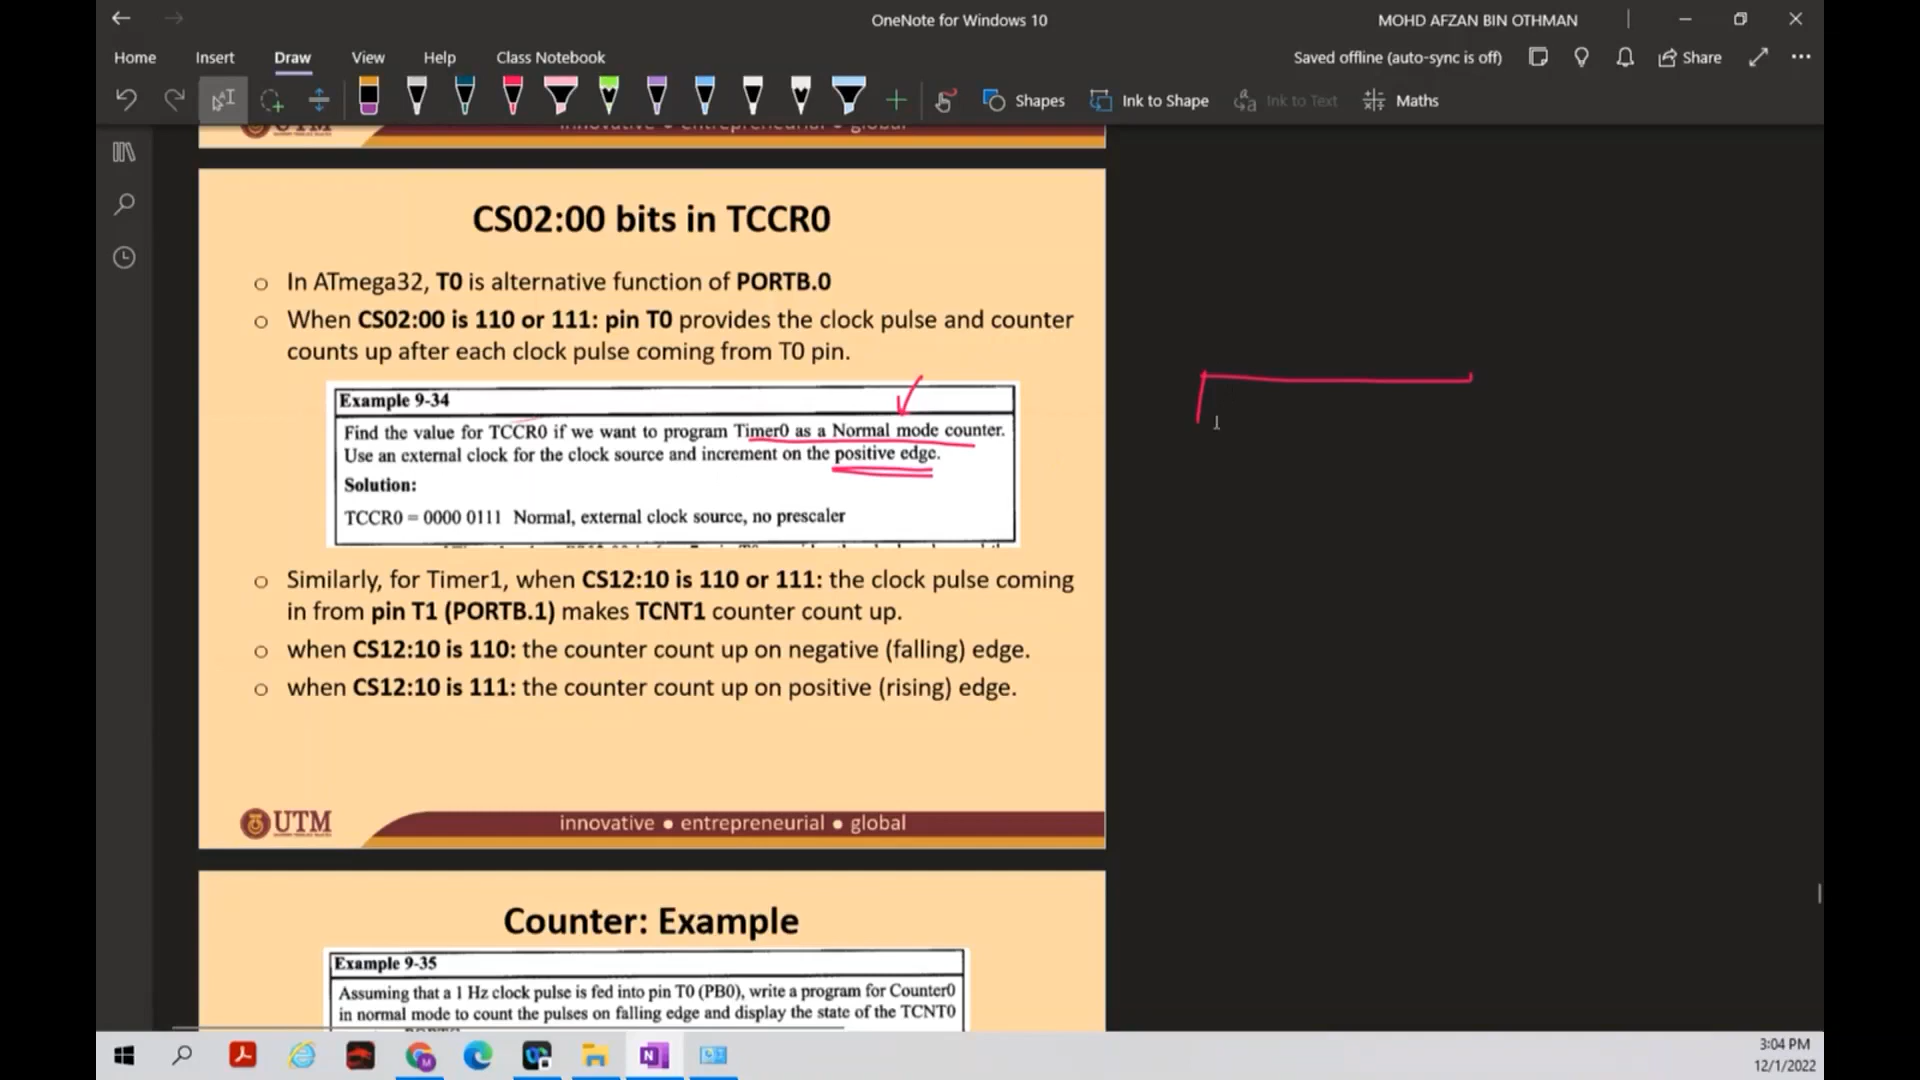 OneNote for Windows 10
MOHD AFZAN BIN OTHMAN
Home Insert Draw View Help Class Notebook
Saved offline (auto-sync is off) Share
Shapes Ink to Shape Ink to Text Maths
UTM innovative ● entrepreneurial ● global
CS02:00 bits in TCCR0
o In ATmega32, T0 is alternative function of PORTB.0
o When CS02:00 is 110 or 111: pin T0 provides the clock pulse and counter
counts up after each clock pulse coming from T0 pin.
Example 9-34
Find the value for TCCR0 if we want to program Timer0 as a Normal mode counter.
Use an external clock for the clock source and increment on the positive edge.
Solution:
TCCR0 = 0000 0111 Normal, external clock source, no prescaler
o Similarly, for Timer1, when CS12:10 is 110 or 111: the clock pulse coming
in from pin T1 (PORTB.1) makes TCNT1 counter count up.
o when CS12:10 is 110: the counter count up on negative (falling) edge.
o when CS12:10 is 111: the counter count up on positive (rising) edge.
UTM innovative ● entrepreneurial ● global
Counter: Example
Example 9-35
Assuming that a 1 Hz clock pulse is fed into pin T0 (PB0), write a program for Counter0
in normal mode to count the pulses on falling edge and display the state of the TCNT0
3:04 PM
12/1/2022